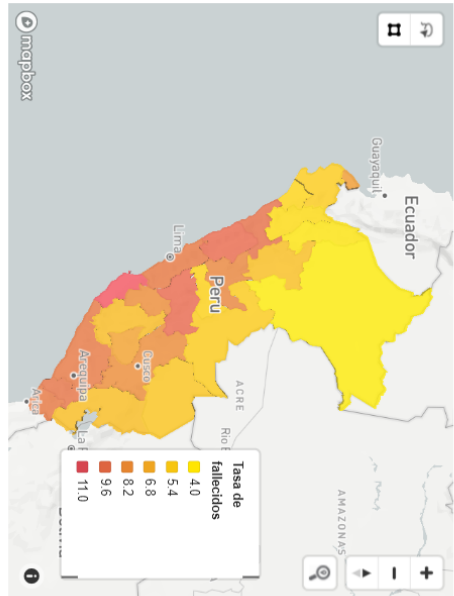 Ecuador
Guayaquil
Peru
Lima
Cusco
Arequipa
Arica
ACRE
AMAZONAS
Tasa de
fallecidos
4.0
5.4
6.8
8.2
9.6
11.0
mapbox